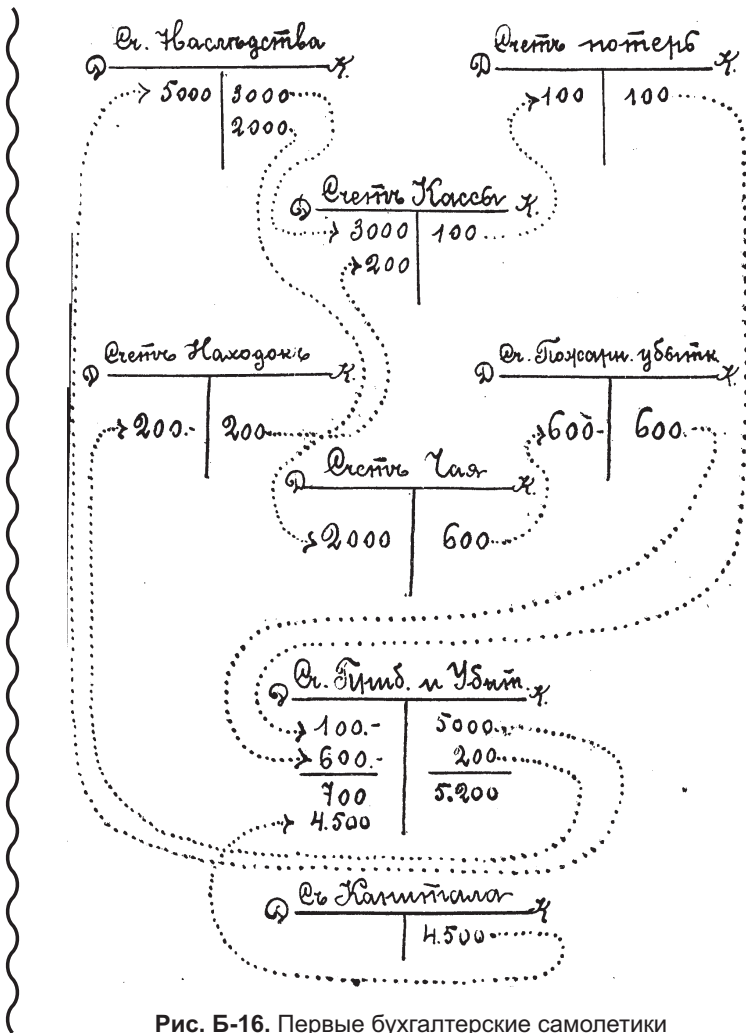 Сч. Наслѣдства
Д К.
5000 3000
2000
Счетъ потерь
Д К.
100 100
Счетъ Кассы
Д К.
3000 100
200
Счетъ Находокъ
Д К.
200.- 200
Сч. Пожарн. убытк
Д К.
600- 600
Счетъ Чая
Д К.
2000 600
Сч. Приб. и Убыт.
Д К.
100.- 5000
600.- 200
700 5.200
4.500
Сч Капитала
Д К
4.500
Рис. Б-16. Первые бухгалтерские самолетики